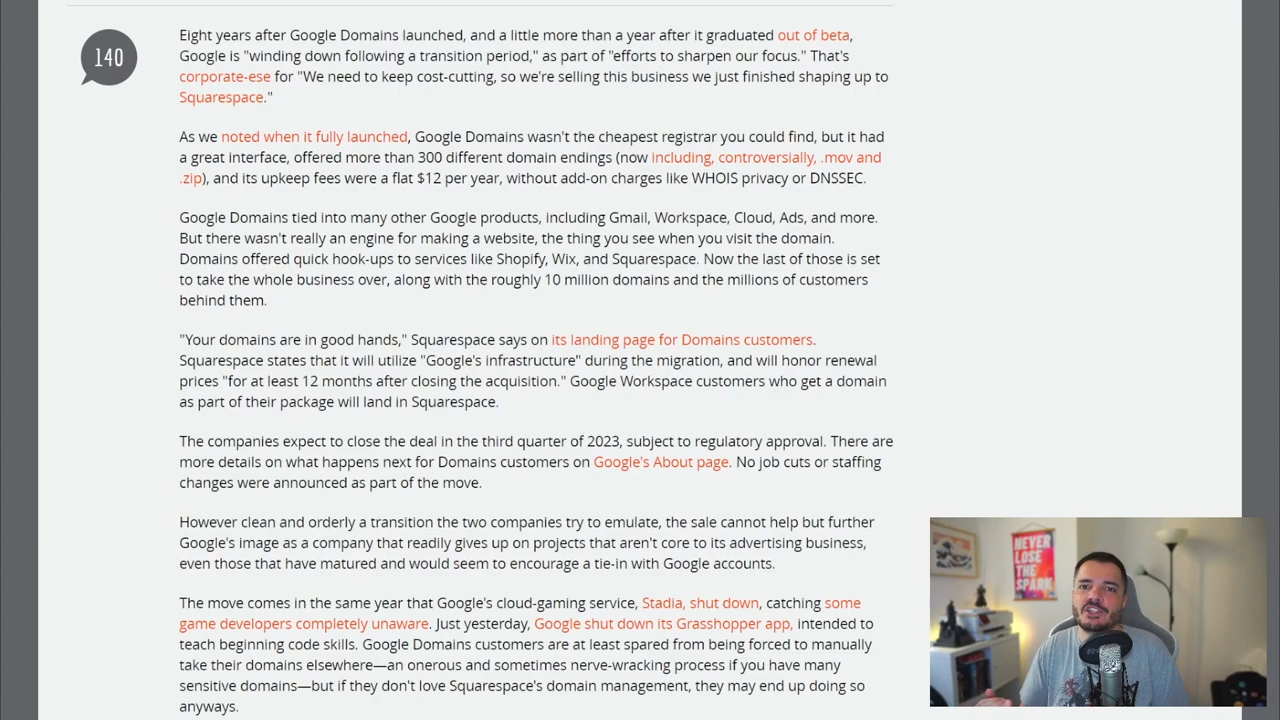 140
Eight years after Google Domains launched, and a little more than a year after it graduated out of beta,
Google is "winding down following a transition period," as part of "efforts to sharpen our focus." That's
corporate-ese for "We need to keep cost-cutting, so we're selling this business we just finished shaping up to
Squarespace."
As we noted when it fully launched, Google Domains wasn't the cheapest registrar you could find, but it had
a great interface, offered more than 300 different domain endings (now including, controversially, .mov and
.zip), and its upkeep fees were a flat $12 per year, without add-on charges like WHOIS privacy or DNSSEC.
Google Domains tied into many other Google products, including Gmail, Workspace, Cloud, Ads, and more.
But there wasn't really an engine for making a website, the thing you see when you visit the domain.
Domains offered quick hook-ups to services like Shopify, Wix, and Squarespace. Now the last of those is set
to take the whole business over, along with the roughly 10 million domains and the millions of customers
behind them.
"Your domains are in good hands," Squarespace says on its landing page for Domains customers.
Squarespace states that it will utilize "Google's infrastructure" during the migration, and will honor renewal
prices "for at least 12 months after closing the acquisition." Google Workspace customers who get a domain
as part of their package will land in Squarespace.
The companies expect to close the deal in the third quarter of 2023, subject to regulatory approval. There are
more details on what happens next for Domains customers on Google's About page. No job cuts or staffing
changes were announced as part of the move.
However clean and orderly a transition the two companies try to emulate, the sale cannot help but further
Google's image as a company that readily gives up on projects that aren't core to its advertising business,
even those that have matured and would seem to encourage a tie-in with Google accounts.
The move comes in the same year that Google's cloud-gaming service, Stadia, shut down, catching some
game developers completely unaware. Just yesterday, Google shut down its Grasshopper app, intended to
teach beginning code skills. Google Domains customers are at least spared from being forced to manually
take their domains elsewhere—an onerous and sometimes nerve-wracking process if you have many
sensitive domains—but if they don't love Squarespace's domain management, they may end up doing so
anyways.
NEVER
LOSE
THE
SPARK